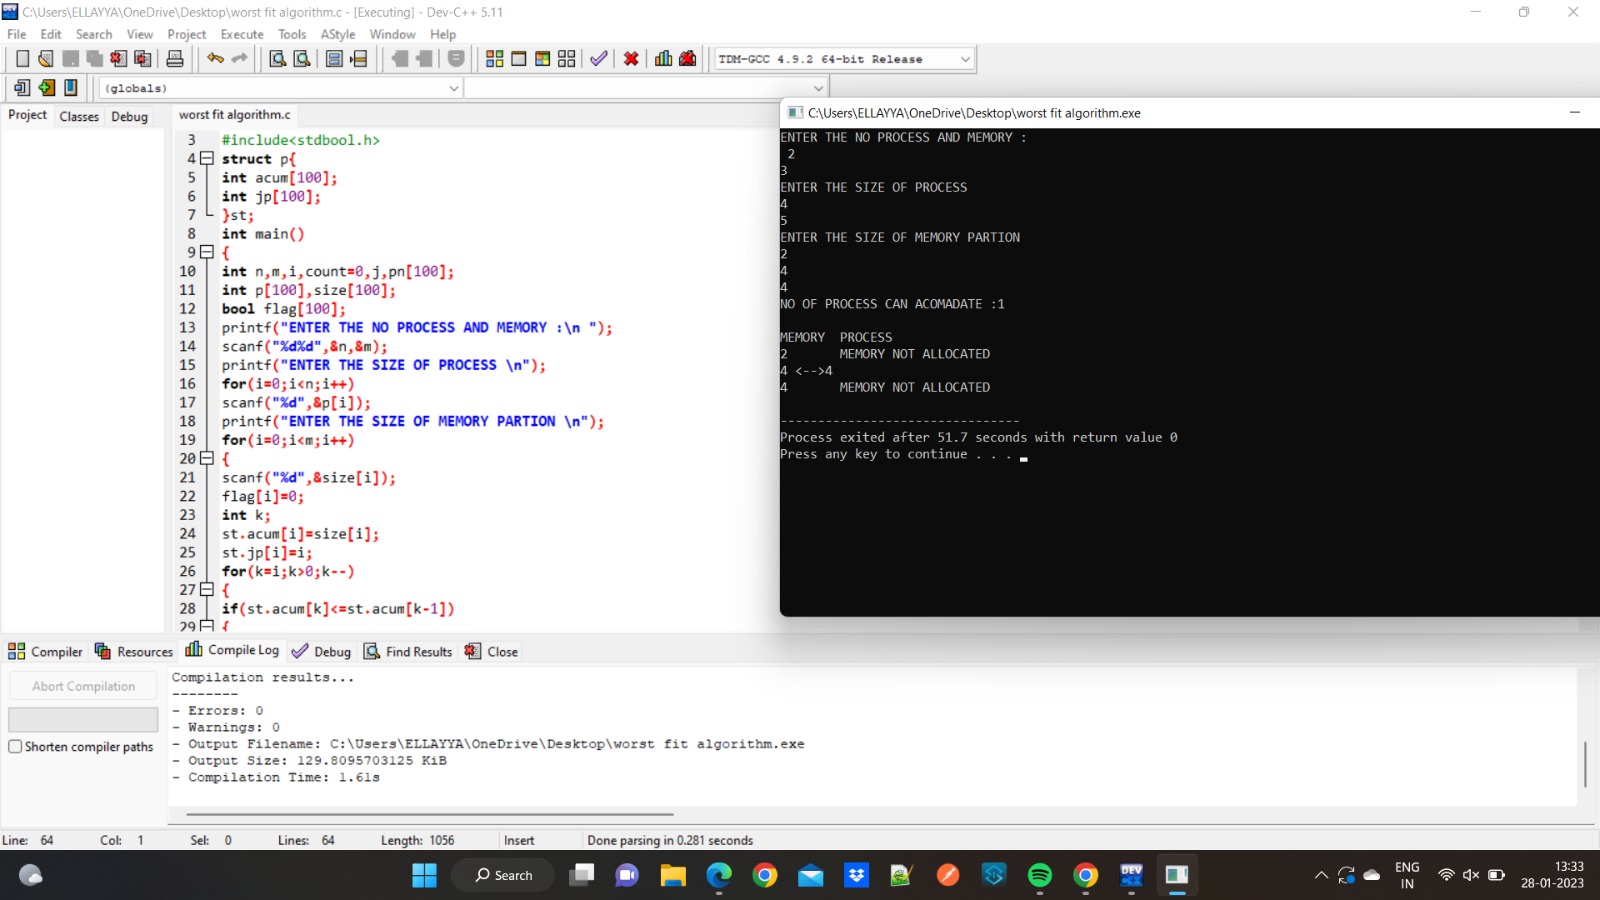 C:\Users\ELLAYYA\OneDrive\Desktop\worst fit algorithm.c - [Executing] - Dev-C++ 5.11
File Edit Search View Project Execute Tools AStyle Window Help
TDM-GCC 4.9.2 64-bit Release
(globals)
Project Classes Debug
worst fit algorithm.c
3 #include<stdbool.h>
4 struct p{
5 int acum[100];
6 int jp[100];
7 }st;
8 int main()
9 {
10 int n,m,i,count=0,j,pn[100];
11 int p[100],size[100];
12 bool flag[100];
13 printf("ENTER THE NO PROCESS AND MEMORY :\n ");
14 scanf("%d%d",&n,&m);
15 printf("ENTER THE SIZE OF PROCESS \n");
16 for(i=0;i<n;i++)
17 scanf("%d",&p[i]);
18 printf("ENTER THE SIZE OF MEMORY PARTION \n");
19 for(i=0;i<m;i++)
20 {
21 scanf("%d",&size[i]);
22 flag[i]=0;
23 int k;
24 st.acum[i]=size[i];
25 st.jp[i]=i;
26 for(k=i;k>0;k--)
27 {
28 if(st.acum[k]<=st.acum[k-1])
29 {
C:\Users\ELLAYYA\OneDrive\Desktop\worst fit algorithm.exe
ENTER THE NO PROCESS AND MEMORY :
2
3
ENTER THE SIZE OF PROCESS
4
5
ENTER THE SIZE OF MEMORY PARTION
2
4
4
NO OF PROCESS CAN ACOMADATE :1
MEMORY PROCESS
2 MEMORY NOT ALLOCATED
4 <-->4
4 MEMORY NOT ALLOCATED
--------------------------------
Process exited after 51.7 seconds with return value 0
Press any key to continue . . .
Compiler Resources Compile Log Debug Find Results Close
Abort Compilation
Shorten compiler paths
Compilation results...
--------
- Errors: 0
- Warnings: 0
- Output Filename: C:\Users\ELLAYYA\OneDrive\Desktop\worst fit algorithm.exe
- Output Size: 129.8095703125 KiB
- Compilation Time: 1.61s
Line: 64 Col: 1 Sel: 0 Lines: 64 Length: 1056 Insert Done parsing in 0.281 seconds
Search
DEV
ENG
IN
13:33
28-01-2023